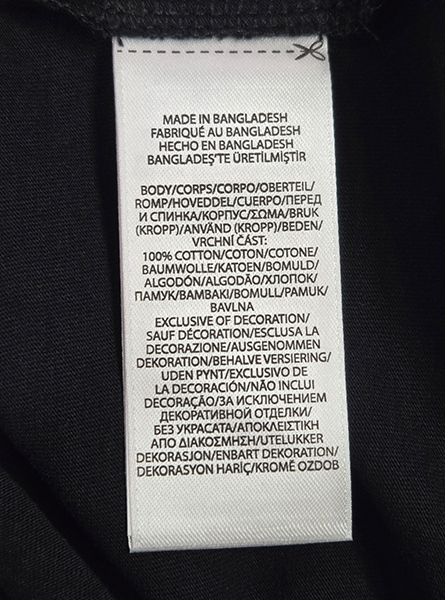 MADE IN BANGLADESH
FABRIQUÉ AU BANGLADESH
HECHO EN BANGLADESH
BANGLADEŞ'TE ÜRETİLMİŞTİR
BODY/CORPS/CORPO/OBERTEIL/
ROMP/HOVEDDEL/CUERPO/ПЕРЕД
И СПИНКА/КОРПУС/ΣΩΜΑ/BRUK
(KROPP)/ANVÄND (KROPP)/BEDEN/
VRCHNÍ ČÁST:
100% COTTON/COTON/COTONE/
BAUMWOLLE/KATOEN/BOMULD/
ALGODÓN/ALGODÃO/ХЛОПОК/
ПАМУК/ΒΑΜΒΑΚΙ/BOMULL/PAMUK/
BAVLNA
EXCLUSIVE OF DECORATION/
SAUF DÉCORATION/ESCLUSA LA
DECORAZIONE/AUSGENOMMEN
DEKORATION/BEHALVE VERSIERING/
UDEN PYNT/EXCLUSIVO DE
LA DECORACIÓN/NÃO INCLUI
DECORAÇÃO/ЗА ИСКЛЮЧЕНИЕМ
ДЕКОРАТИВНОЙ ОТДЕЛКИ/
БЕЗ УКРАСАТА/ΑΠΟΚΛΕΙΣΤΙΚΗ
ΑΠΟ ΔΙΑΚΟΣΜΗΣΗ/UTELUKKER
DEKORASJON/ENBART DEKORATION/
DEKORASYON HARİÇ/KROMĚ OZDOB